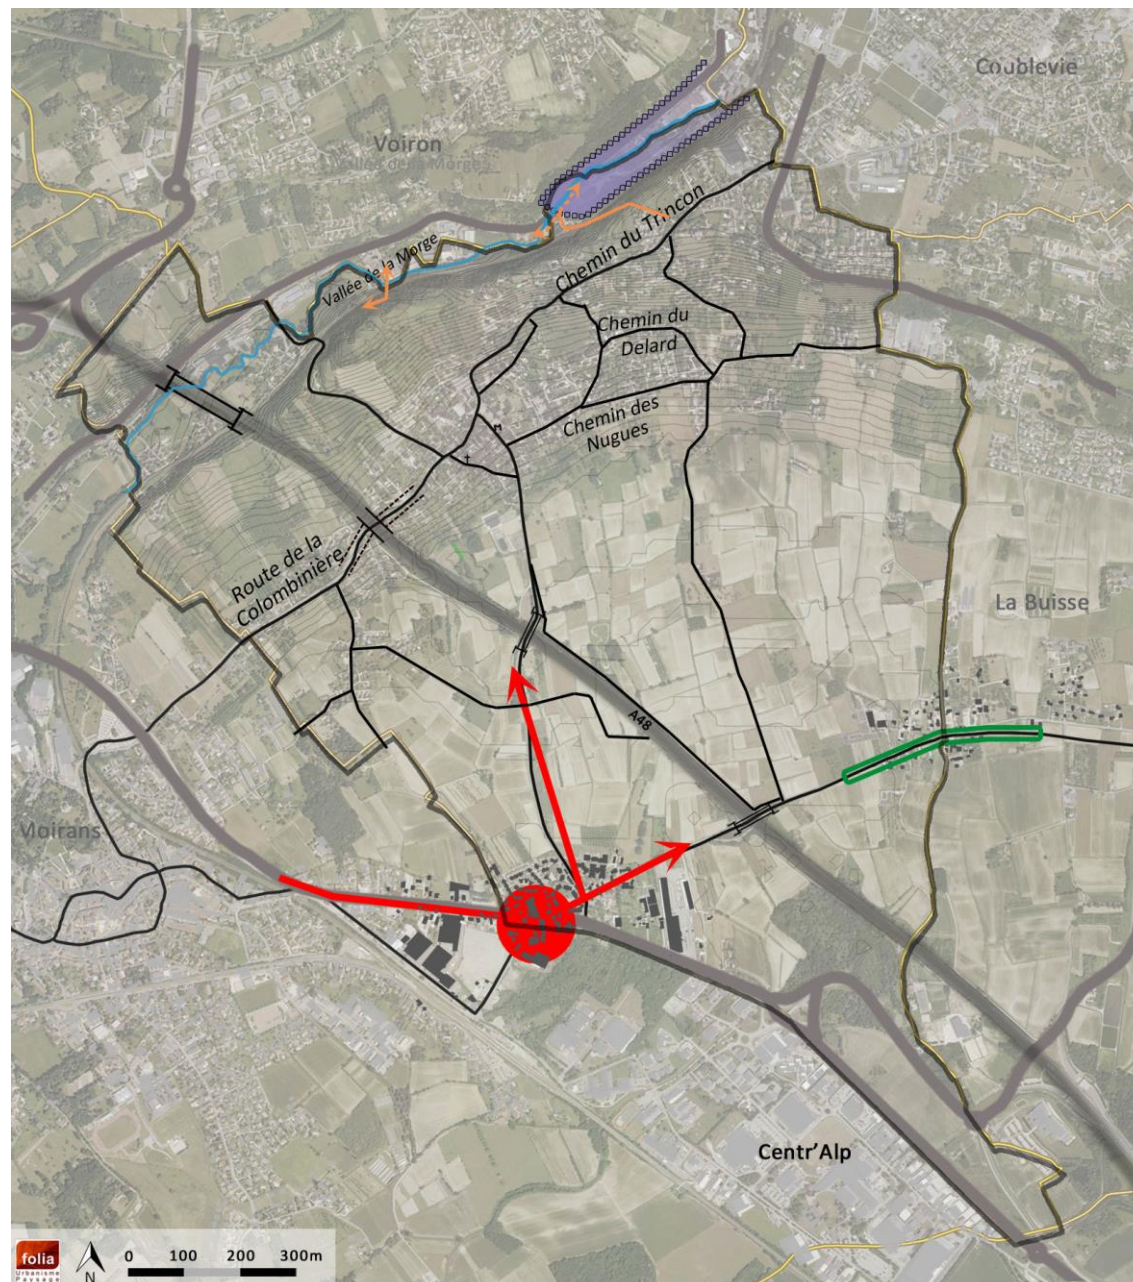 Coublevie
Voiron
Vallée de la Morge
Vallée de la Morge
Chemin du Trincon
Chemin du
Delard
Chemin des
Nugues
M
Route de la
Colombinière
La Buisse
A48
Moirans
Centr'Alp
folia
Urbanisme
Paysage
N
0 100 200 300m